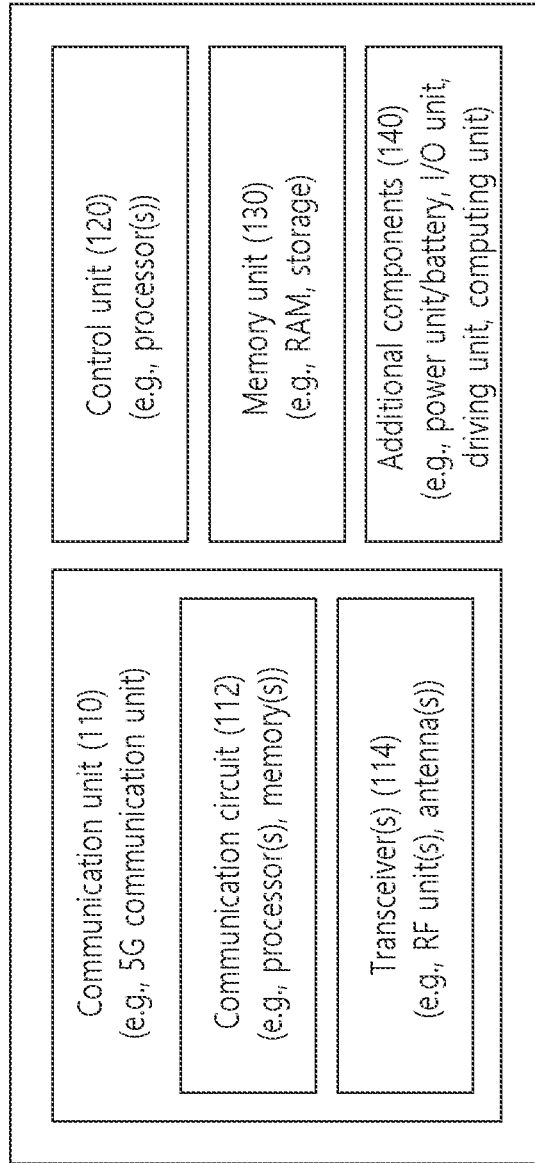 Communication unit (110)
(e.g., 5G communication unit)
Communication circuit (112)
(e.g., processor(s), memory(s))
Transceiver(s) (114)
(e.g., RF unit(s), antenna(s))
Control unit (120)
(e.g., processor(s))
Memory unit (130)
(e.g., RAM, storage)
Additional components (140)
(e.g., power unit/battery, I/O unit,
driving unit, computing unit)